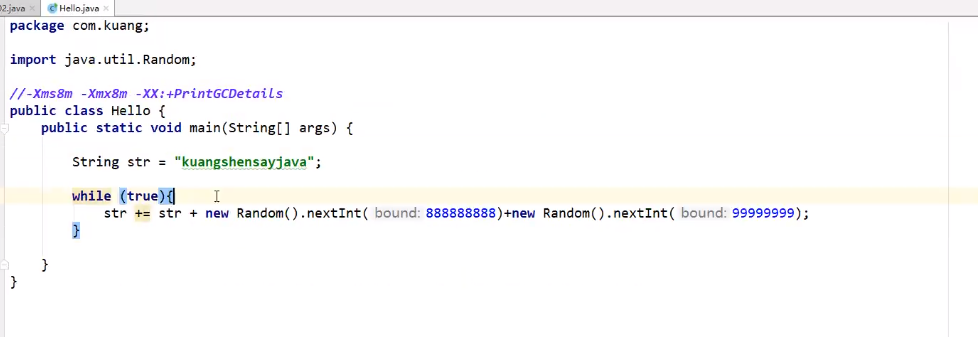 02.java Hello.java
package com.kuang;
import java.util.Random;
//-Xms8m -Xmx8m -XX:+PrintGCDetails
public class Hello {
public static void main(String[] args) {
String str = "kuangshensayjava";
while (true){
str += str + new Random().nextInt( bound: 888888888)+new Random().nextInt( bound: 99999999);
}
}
}